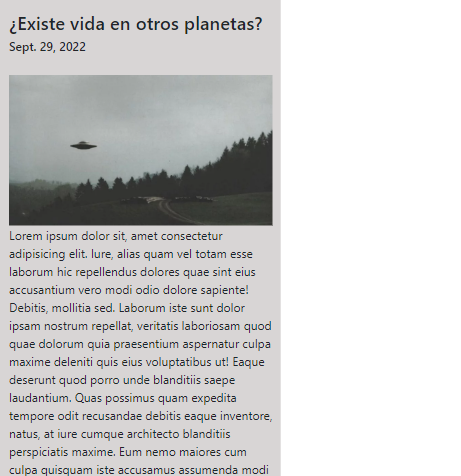 ¿Existe vida en otros planetas?
Sept. 29, 2022
Lorem ipsum dolor sit, amet consectetur
adipisicing elit. Iure, alias quam vel totam esse
laborum hic repellendus dolores quae sint eius
accusantium vero modi odio dolore sapiente!
Debitis, mollitia sed. Laborum iste sunt dolor
ipsam nostrum repellat, veritatis laboriosam quod
quae dolorum quia praesentium aspernatur culpa
maxime deleniti quis eius voluptatibus ut! Eaque
deserunt quod porro unde blanditiis saepe
laudantium. Quas possimus quam expedita
tempore odit recusandae debitis eaque inventore,
natus, at iure cumque architecto blanditiis
perspiciatis maxime. Eum nemo maiores cum
culpa quisquam iste accusamus assumenda modi